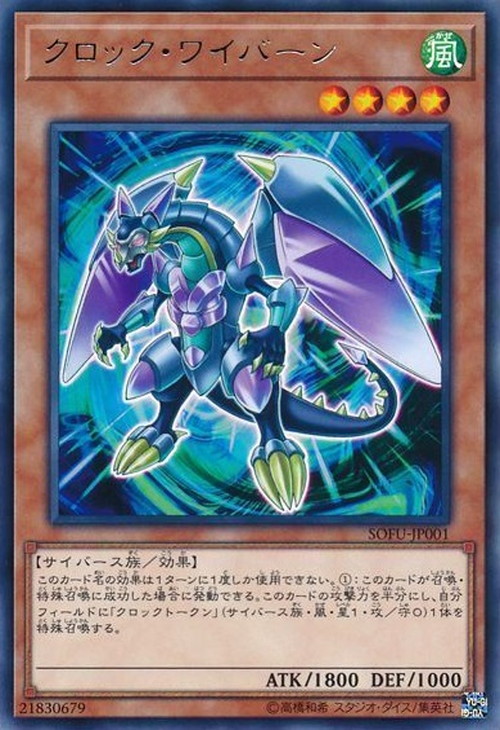 クロック・ワイバーン
風
SOFU-JP001
【サイバース族／効果】
このカード名の効果は１ターンに１度しか使用できない。①：このカードが召喚・
特殊召喚に成功した場合に発動できる。このカードの攻撃力を半分にし、自分
フィールドに「クロックトークン」（サイバース族・風・星１・攻／守０）１体を
特殊召喚する。
ATK/1800 DEF/1000
21830679
©高橋和希 スタジオ・ダイス/集英社